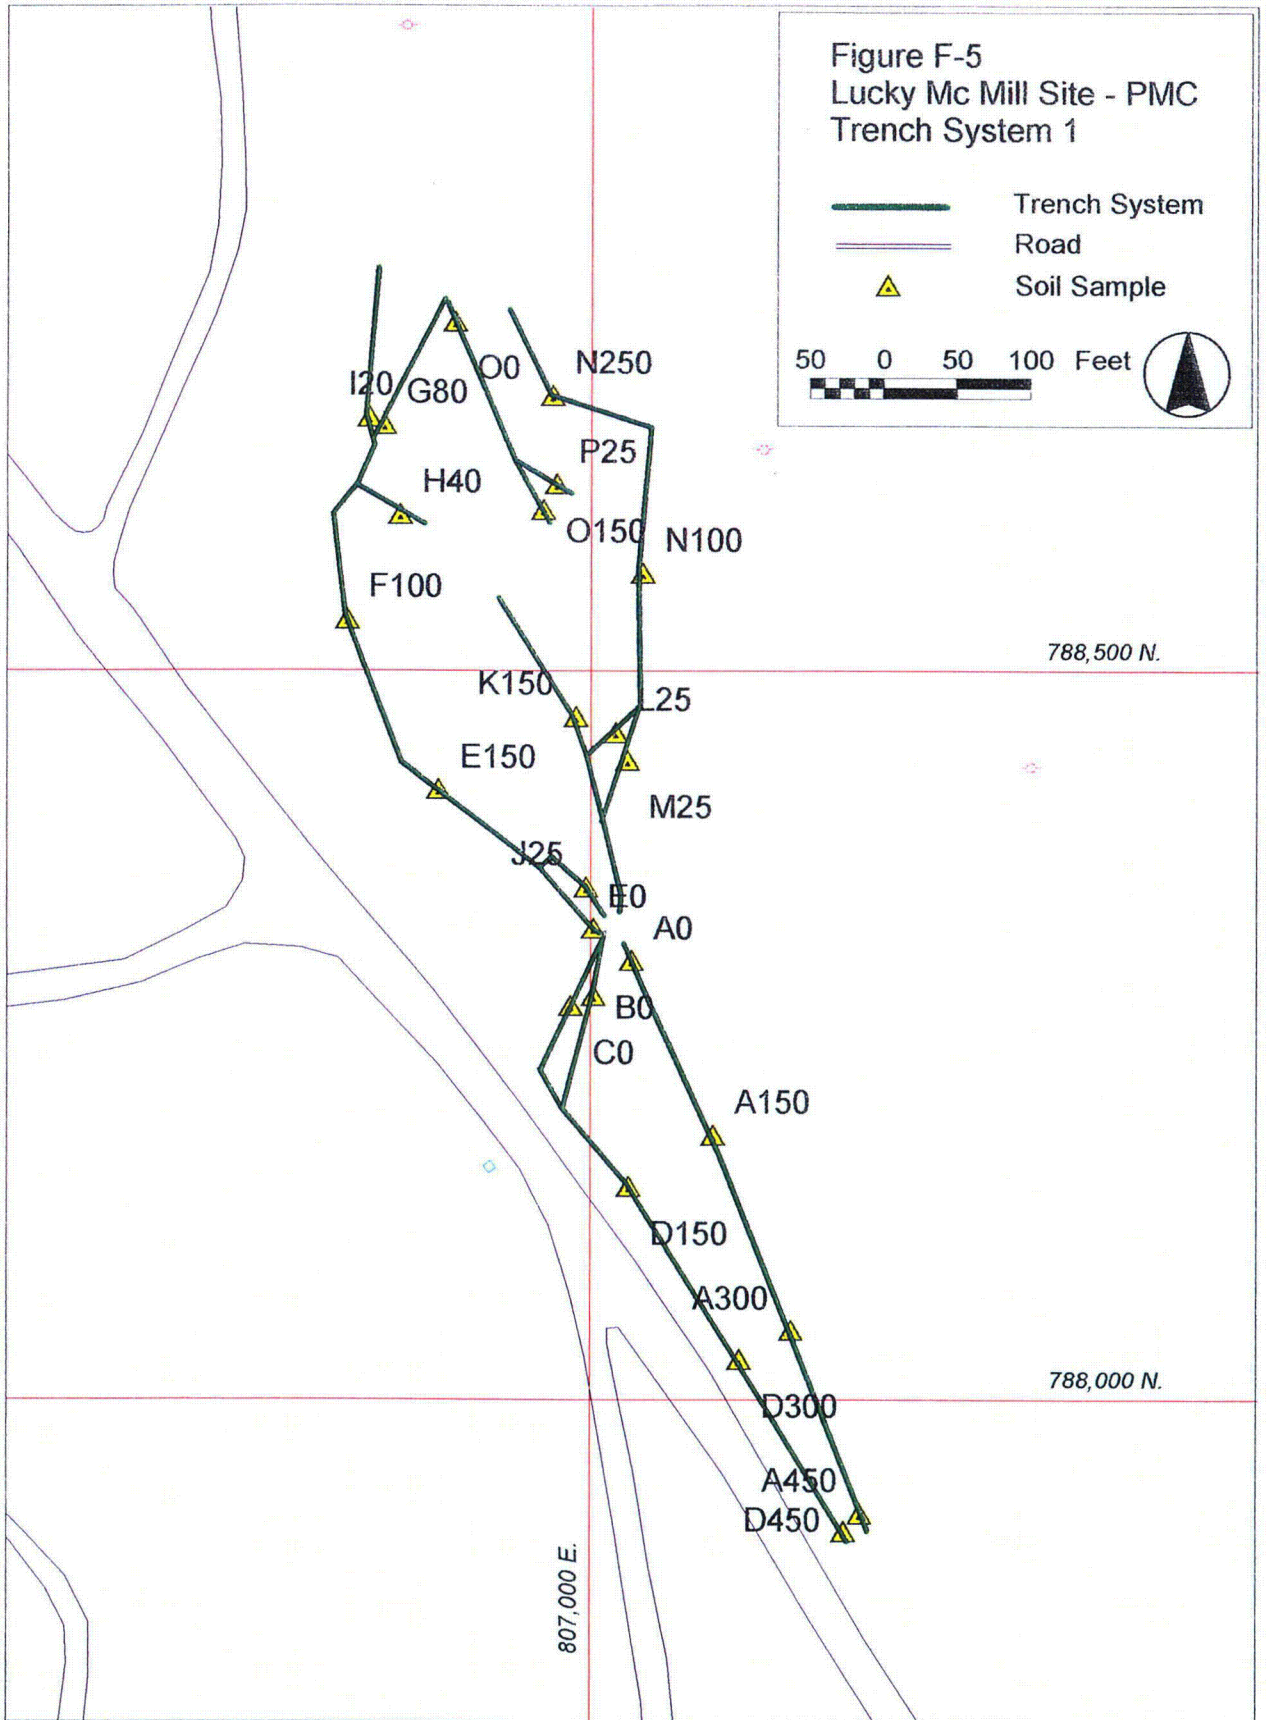 Figure F-5
Lucky Mc Mill Site - PMC
Trench System 1
Trench System
Road
Soil Sample
50 0 50 100 Feet
I20
G80
O0
N250
P25
H40
O150
N100
F100
788,500 N.
K150
L25
E150
M25
J25
E0
A0
B0
C0
A150
D150
A300
788,000 N.
D300
A450
D450
807,000 E.